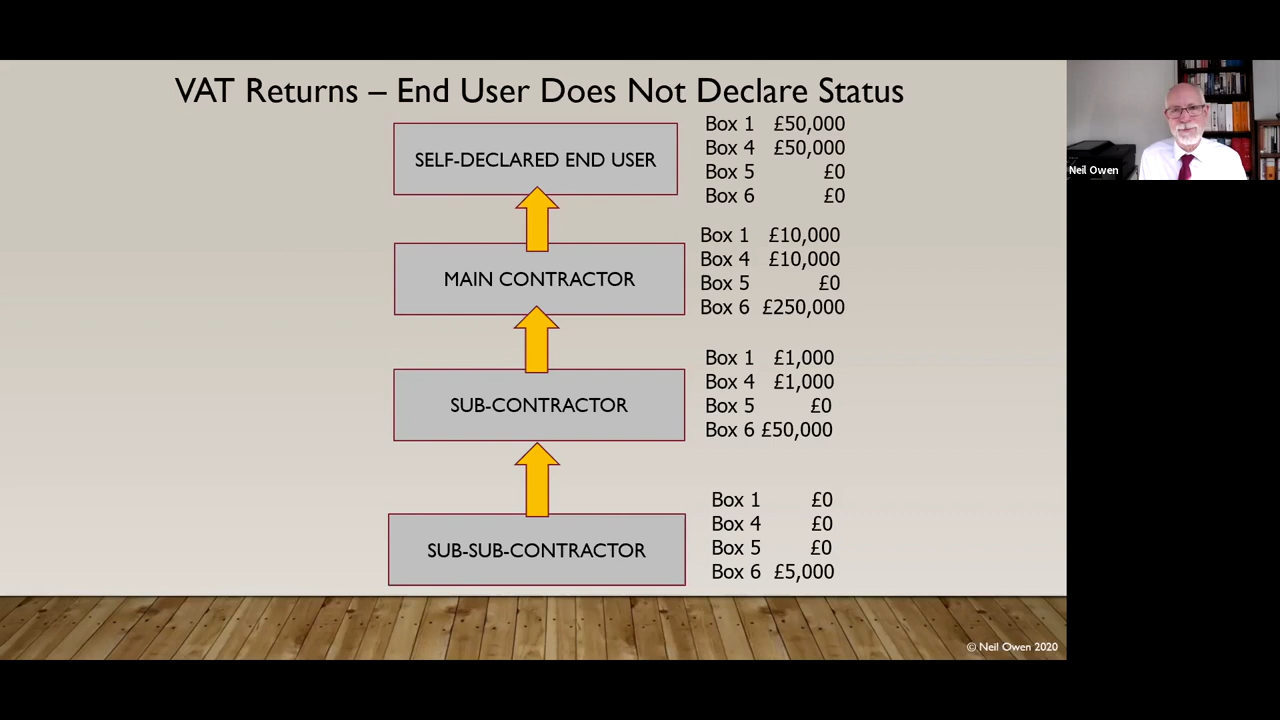 VAT Returns – End User Does Not Declare Status
SELF-DECLARED END USER
Box 1 £50,000
Box 4 £50,000
Box 5 £0
Box 6 £0
MAIN CONTRACTOR
Box 1 £10,000
Box 4 £10,000
Box 5 £0
Box 6 £250,000
SUB-CONTRACTOR
Box 1 £1,000
Box 4 £1,000
Box 5 £0
Box 6 £50,000
SUB-SUB-CONTRACTOR
Box 1 £0
Box 4 £0
Box 5 £0
Box 6 £5,000
© Neil Owen 2020
Neil Owen